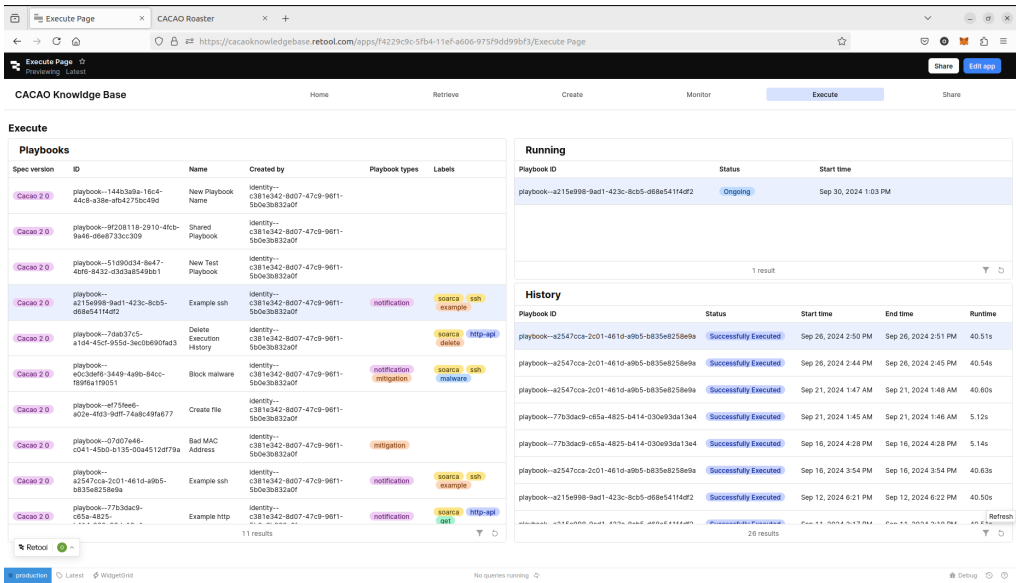 Execute Page
CACAO Roaster
https://cacaoknowledgebase.retool.com/apps/f4229c9c-5fb4-11ef-a606-975f9dd99bf3/Execute Page
Execute Page
Previewing Latest
Share
Edit app
CACAO Knowldge Base
Home
Retrieve
Create
Monitor
Execute
Share
Execute
Playbooks
Spec version ID Name Created by Playbook types Labels
Cacao 2 0
playbook--144b3a9a-16c4-
44c8-a38e-afb4275bc49d
New Playbook
Name
identity--
c381e342-8d07-47c9-96f1-
5b0e3b832a0f
Cacao 2 0
playbook--9f208118-2910-4fcb-
9a46-d6e8733cc309
Shared
Playbook
identity--
c381e342-8d07-47c9-96f1-
5b0e3b832a0f
Cacao 2 0
playbook--51d90d34-8e47-
4bf6-8432-d3d3a8549bb1
New Test
Playbook
identity--
c381e342-8d07-47c9-96f1-
5b0e3b832a0f
Cacao 2 0
playbook--
a215e998-9ad1-423c-8cb5-
d68e541f4df2
Example ssh
identity--
c381e342-8d07-47c9-96f1-
5b0e3b832a0f
notification
soarca ssh
example
Cacao 2 0
playbook--7dab37c5-
a1d4-45cf-955d-3ec0b690fad3
Delete
Execution
History
identity--
c381e342-8d07-47c9-96f1-
5b0e3b832a0f
soarca http-api
delete
Cacao 2 0
playbook--
e0c3def6-3449-4a9b-84cc-
f89f6a1f9051
Block malware
identity--
c381e342-8d07-47c9-96f1-
5b0e3b832a0f
notification
mitigation
soarca ssh
malware
Cacao 2 0
playbook--ef75fee6-
a02e-4fd3-9dff-74a8c49fa677
Create file
identity--
c381e342-8d07-47c9-96f1-
5b0e3b832a0f
Cacao 2 0
playbook--07d07e46-
c041-45b0-b135-00a4512df79a
Bad MAC
Address
identity--
c381e342-8d07-47c9-96f1-
5b0e3b832a0f
mitigation
Cacao 2 0
playbook--
a2547cca-2c01-461d-a9b5-
b835e8258e9a
Example ssh
identity--
c381e342-8d07-47c9-96f1-
5b0e3b832a0f
notification
soarca ssh
example
Cacao 2 0
playbook--77b3dac9-
c65a-4825-
Example http
identity--
c381e342-8d07-47c9-96f1-
notification
soarca http-api
get
11 results
Running
Playbook ID Status Start time
playbook--a215e998-9ad1-423c-8cb5-d68e541f4df2 Ongoing Sep 30, 2024 1:03 PM
1 result
History
Playbook ID Status Start time End time Runtime
playbook--a2547cca-2c01-461d-a9b5-b835e8258e9a Successfully Executed Sep 26, 2024 2:50 PM Sep 26, 2024 2:51 PM 40.51s
playbook--a2547cca-2c01-461d-a9b5-b835e8258e9a Successfully Executed Sep 26, 2024 2:44 PM Sep 26, 2024 2:45 PM 40.54s
playbook--a2547cca-2c01-461d-a9b5-b835e8258e9a Successfully Executed Sep 21, 2024 1:47 AM Sep 21, 2024 1:48 AM 40.60s
playbook--77b3dac9-c65a-4825-b414-030e93da13e4 Successfully Executed Sep 21, 2024 1:45 AM Sep 21, 2024 1:46 AM 5.12s
playbook--77b3dac9-c65a-4825-b414-030e93da13e4 Successfully Executed Sep 16, 2024 4:28 PM Sep 16, 2024 4:28 PM 5.14s
playbook--a2547cca-2c01-461d-a9b5-b835e8258e9a Successfully Executed Sep 16, 2024 3:54 PM Sep 16, 2024 3:54 PM 40.63s
playbook--a215e998-9ad1-423c-8cb5-d68e541f4df2 Successfully Executed Sep 12, 2024 6:21 PM Sep 12, 2024 6:22 PM 40.50s
Refresh
26 results
Retool 0
production Latest WidgetGrid
No queries running
Debug